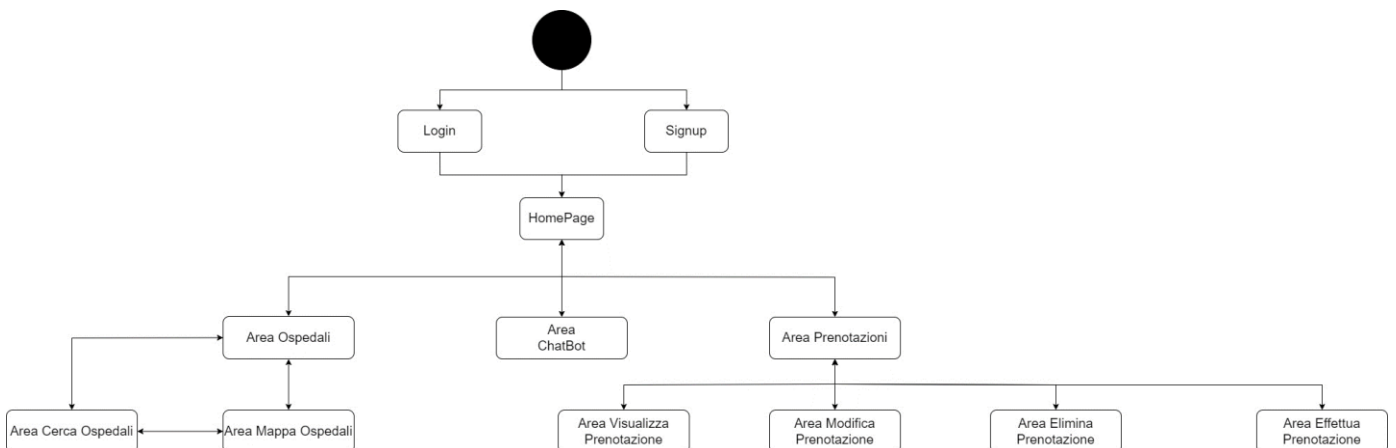 Login
Signup
HomePage
Area Ospedali
Area
ChatBot
Area Prenotazioni
Area Cerca Ospedali
Area Mappa Ospedali
Area Visualizza
Prenotazione
Area Modifica
Prenotazione
Area Elimina
Prenotazione
Area Effettua
Prenotazione